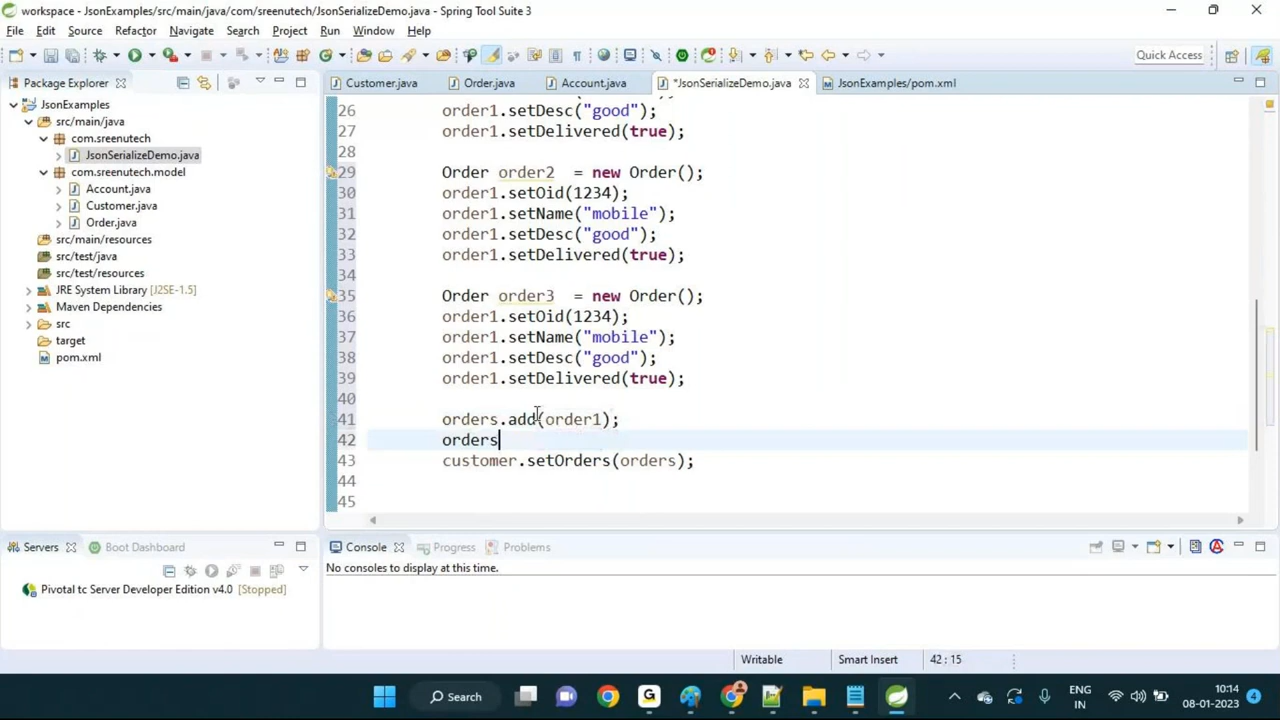 workspace - JsonExamples/src/main/java/com/sreenutech/JsonSerializeDemo.java - Spring Tool Suite 3
File Edit Source Refactor Navigate Search Project Run Window Help
Quick Access
Package Explorer
Customer.java Order.java Account.java *JsonSerializeDemo.java JsonExamples/pom.xml
JsonExamples
src/main/java
com.sreenutech
JsonSerializeDemo.java
com.sreenutech.model
Account.java
Customer.java
Order.java
src/main/resources
src/test/java
src/test/resources
JRE System Library [J2SE-1.5]
Maven Dependencies
src
target
pom.xml
26 order1.setDesc("good");
27 order1.setDelivered(true);
28
29 Order order2 = new Order();
30 order1.setOid(1234);
31 order1.setName("mobile");
32 order1.setDesc("good");
33 order1.setDelivered(true);
34
35 Order order3 = new Order();
36 order1.setOid(1234);
37 order1.setName("mobile");
38 order1.setDesc("good");
39 order1.setDelivered(true);
40
41 orders.add(order1);
42 orders
43 customer.setOrders(orders);
44
45
Servers Boot Dashboard
Pivotal tc Server Developer Edition v4.0 [Stopped]
Console Progress Problems
No consoles to display at this time.
Writable Smart Insert 42 : 15
Search
ENG
IN
10:14
08-01-2023
4